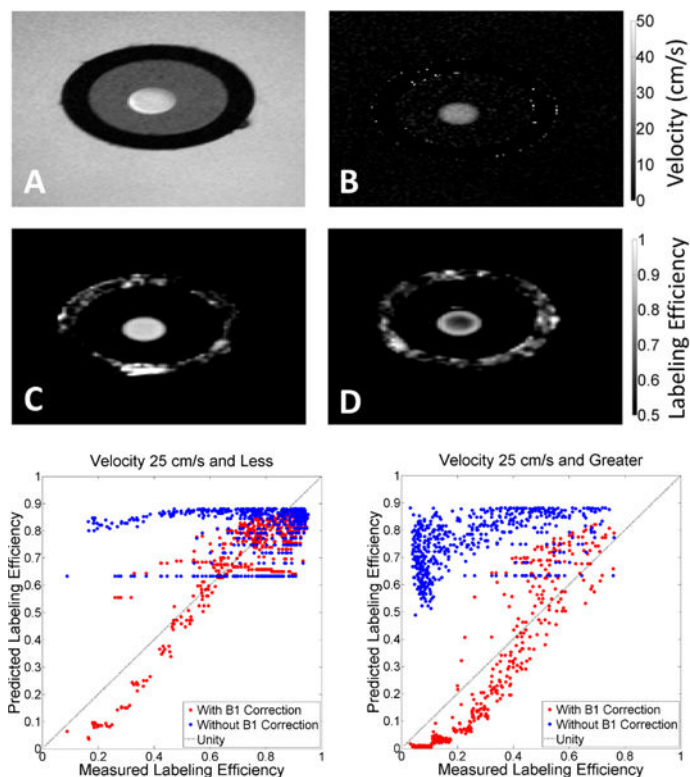 A
B
50
40
30
20
10
0
Velocity (cm/s)
C
D
1
0.9
0.8
0.7
0.6
0.5
Labeling Efficiency
Velocity 25 cm/s and Less
1
0.9
0.8
0.7
0.6
0.5
0.4
0.3
0.2
0.1
0
Predicted Labeling Efficiency
With B1 Correction
Without B1 Correction
Unity
0 0.2 0.4 0.6 0.8 1
Measured Labeling Efficiency
Velocity 25 cm/s and Greater
1
0.9
0.8
0.7
0.6
0.5
0.4
0.3
0.2
0.1
0
Predicted Labeling Efficiency
With B1 Correction
Without B1 Correction
Unity
0 0.2 0.4 0.6 0.8 1
Measured Labeling Efficiency